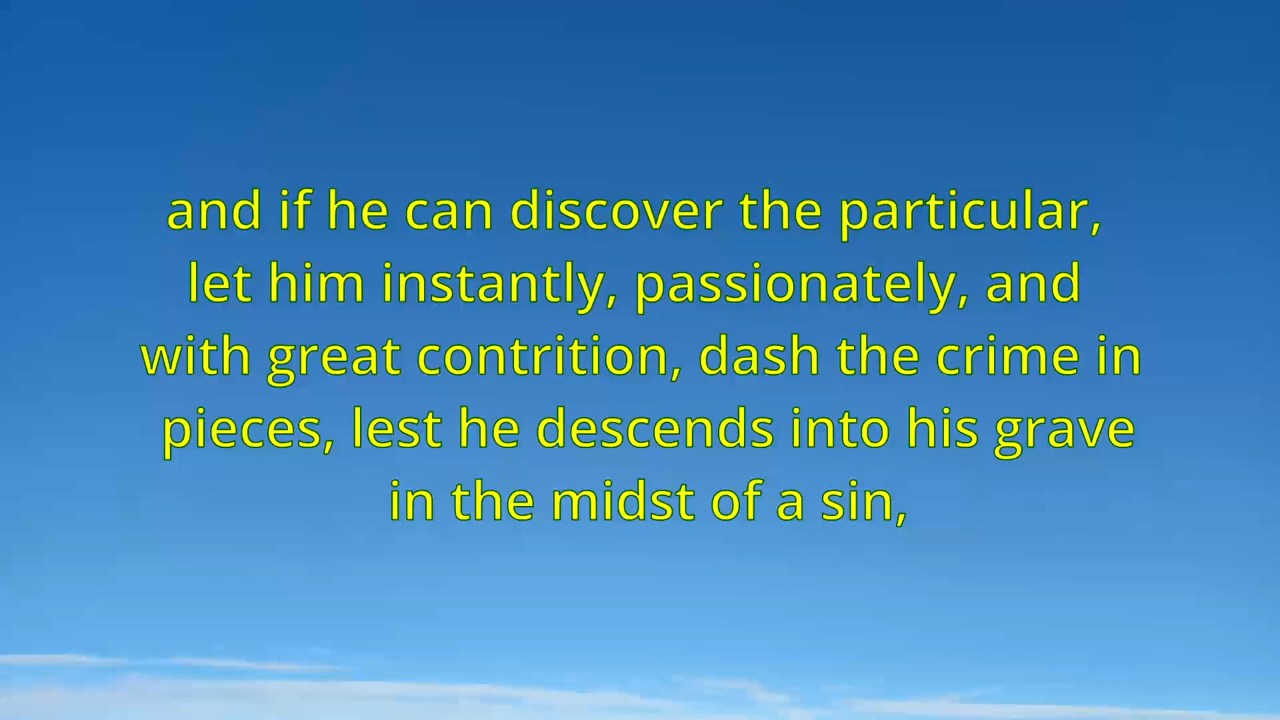 and if he can discover the particular,
let him instantly, passionately, and
with great contrition, dash the crime in
pieces, lest he descends into his grave
in the midst of a sin,